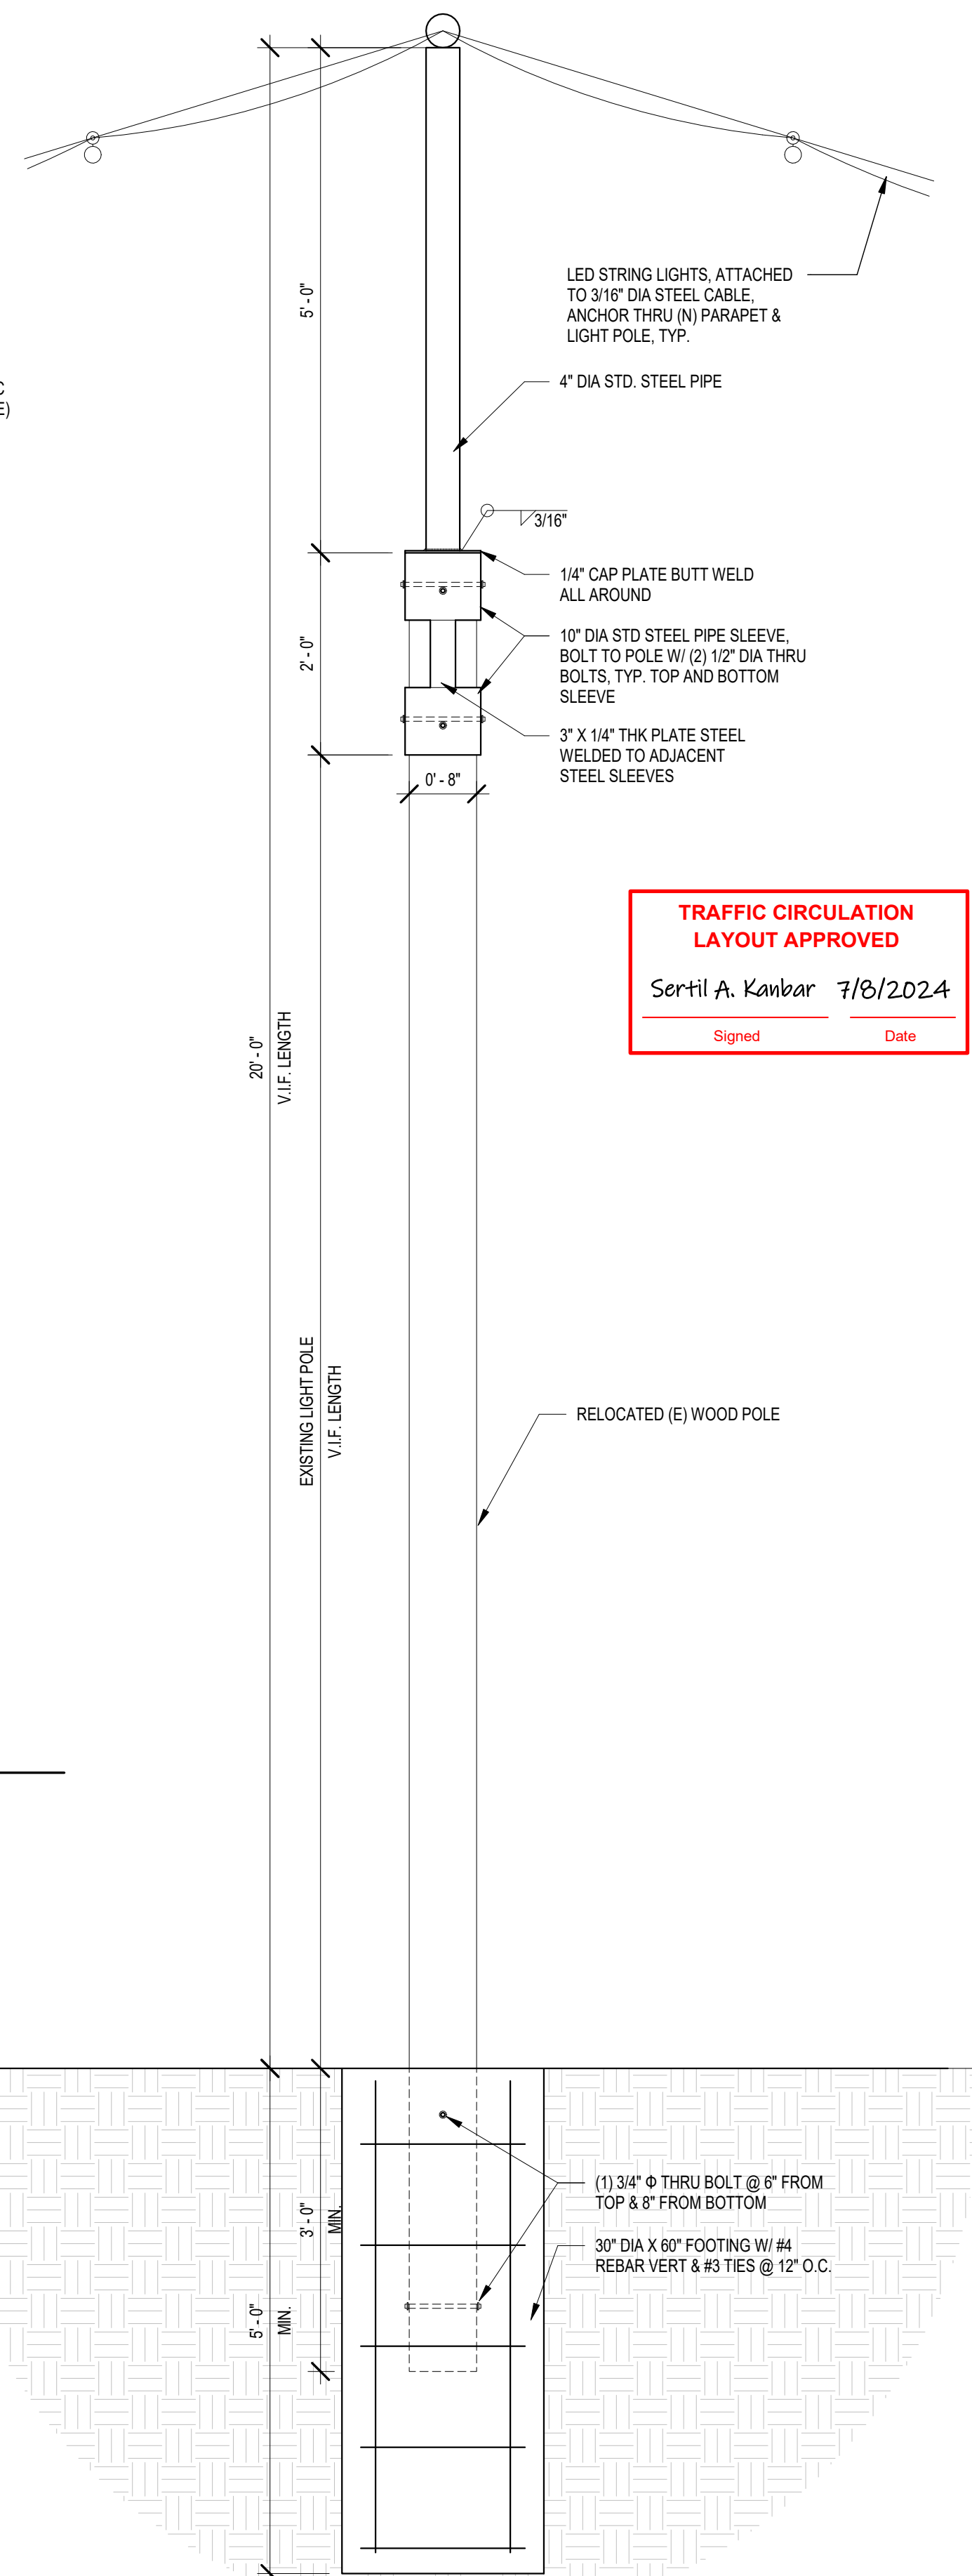 5' - 0"
LED STRING LIGHTS, ATTACHED
TO 3/16" DIA STEEL CABLE,
ANCHOR THRU (N) PARAPET &
LIGHT POLE, TYP.
4" DIA STD. STEEL PIPE
C
E)
3/16"
1/4" CAP PLATE BUTT WELD
ALL AROUND
2' - 0"
10" DIA STD STEEL PIPE SLEEVE,
BOLT TO POLE W/ (2) 1/2" DIA THRU
BOLTS, TYP. TOP AND BOTTOM
SLEEVE
3" X 1/4" THK PLATE STEEL
WELDED TO ADJACENT
STEEL SLEEVES
0' - 8"
TRAFFIC CIRCULATION
LAYOUT APPROVED
Sertil A. Kanbar 7/8/2024
Signed Date
20' - 0"
V.I.F. LENGTH
EXISTING LIGHT POLE
V.I.F. LENGTH
RELOCATED (E) WOOD POLE
(1) 3/4" Φ THRU BOLT @ 6" FROM
TOP & 8" FROM BOTTOM
3' - 0"
MIN.
30" DIA X 60" FOOTING W/ #4
REBAR VERT & #3 TIES @ 12" O.C.
5' - 0"
MIN.